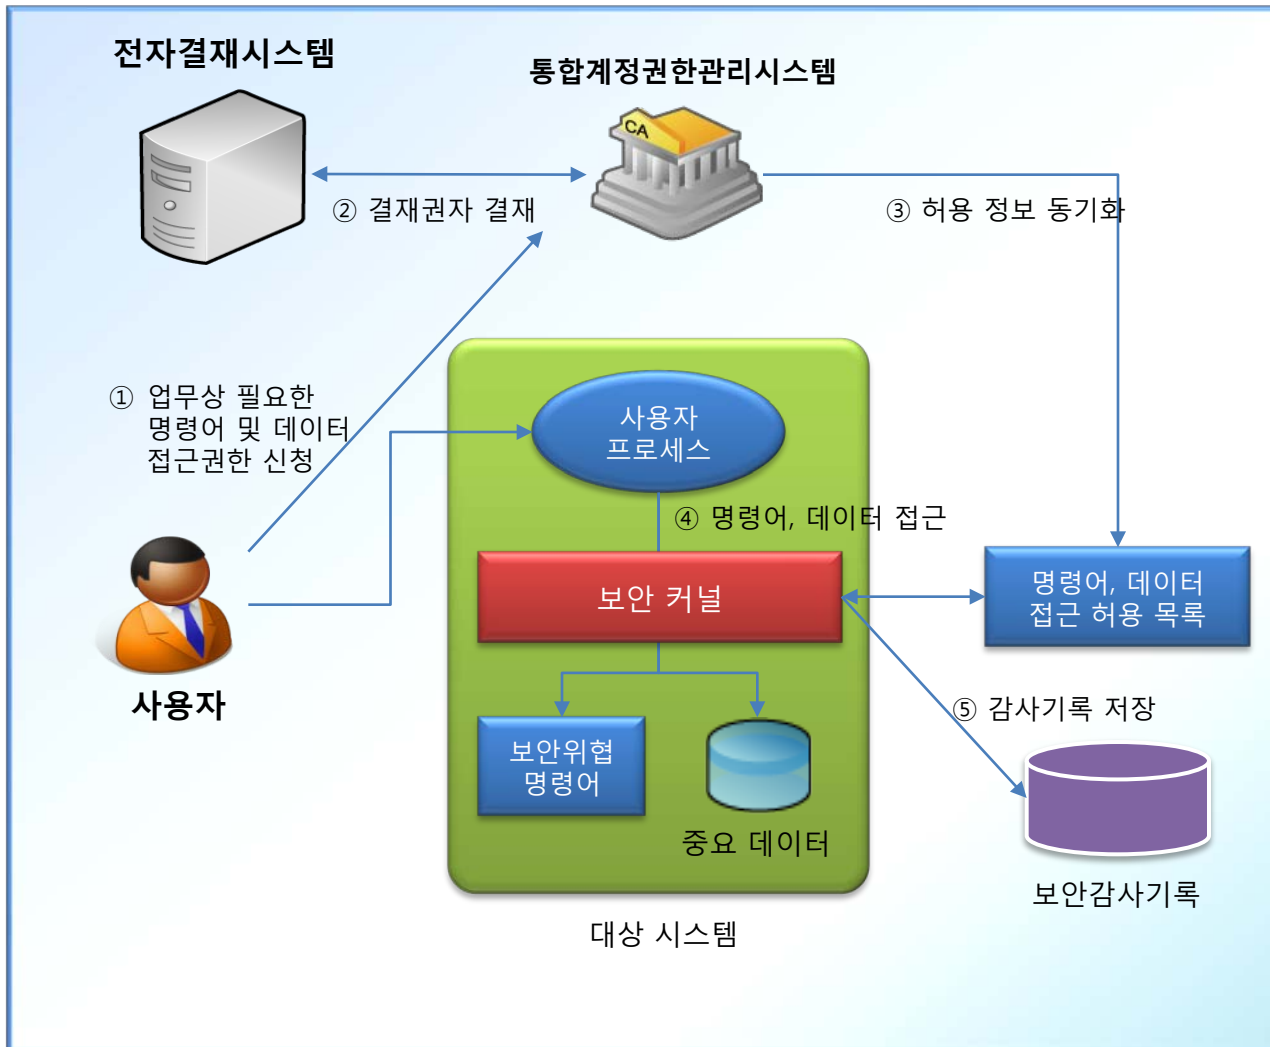 전자결재시스템
통합계정권한관리시스템
CA
② 결재권자 결재
③ 허용 정보 동기화
① 업무상 필요한
명령어 및 데이터
접근권한 신청
사용자
프로세스
④ 명령어, 데이터 접근
보안 커널
명령어, 데이터
접근 허용 목록
사용자
⑤ 감사기록 저장
보안위협
명령어
중요 데이터
보안감사기록
대상 시스템